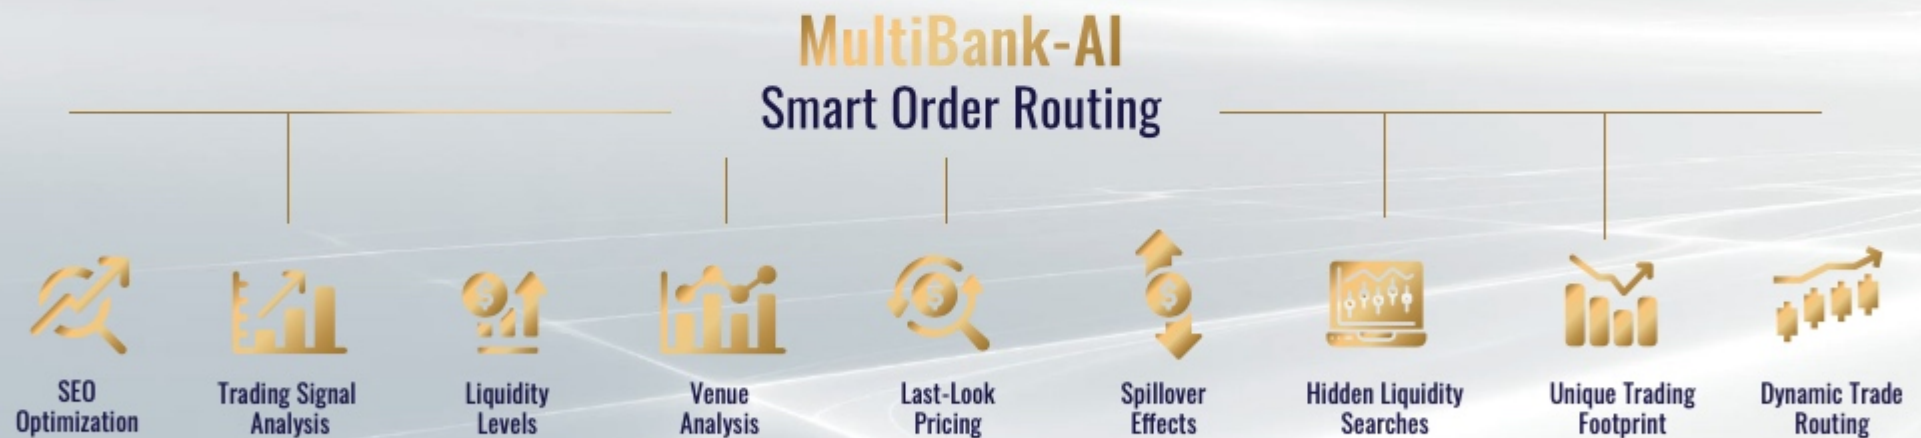 MultiBank-AI
Smart Order Routing
SEO
Optimization
Trading Signal
Analysis
Liquidity
Levels
Venue
Analysis
Last-Look
Pricing
Spillover
Effects
Hidden Liquidity
Searches
Unique Trading
Footprint
Dynamic Trade
Routing